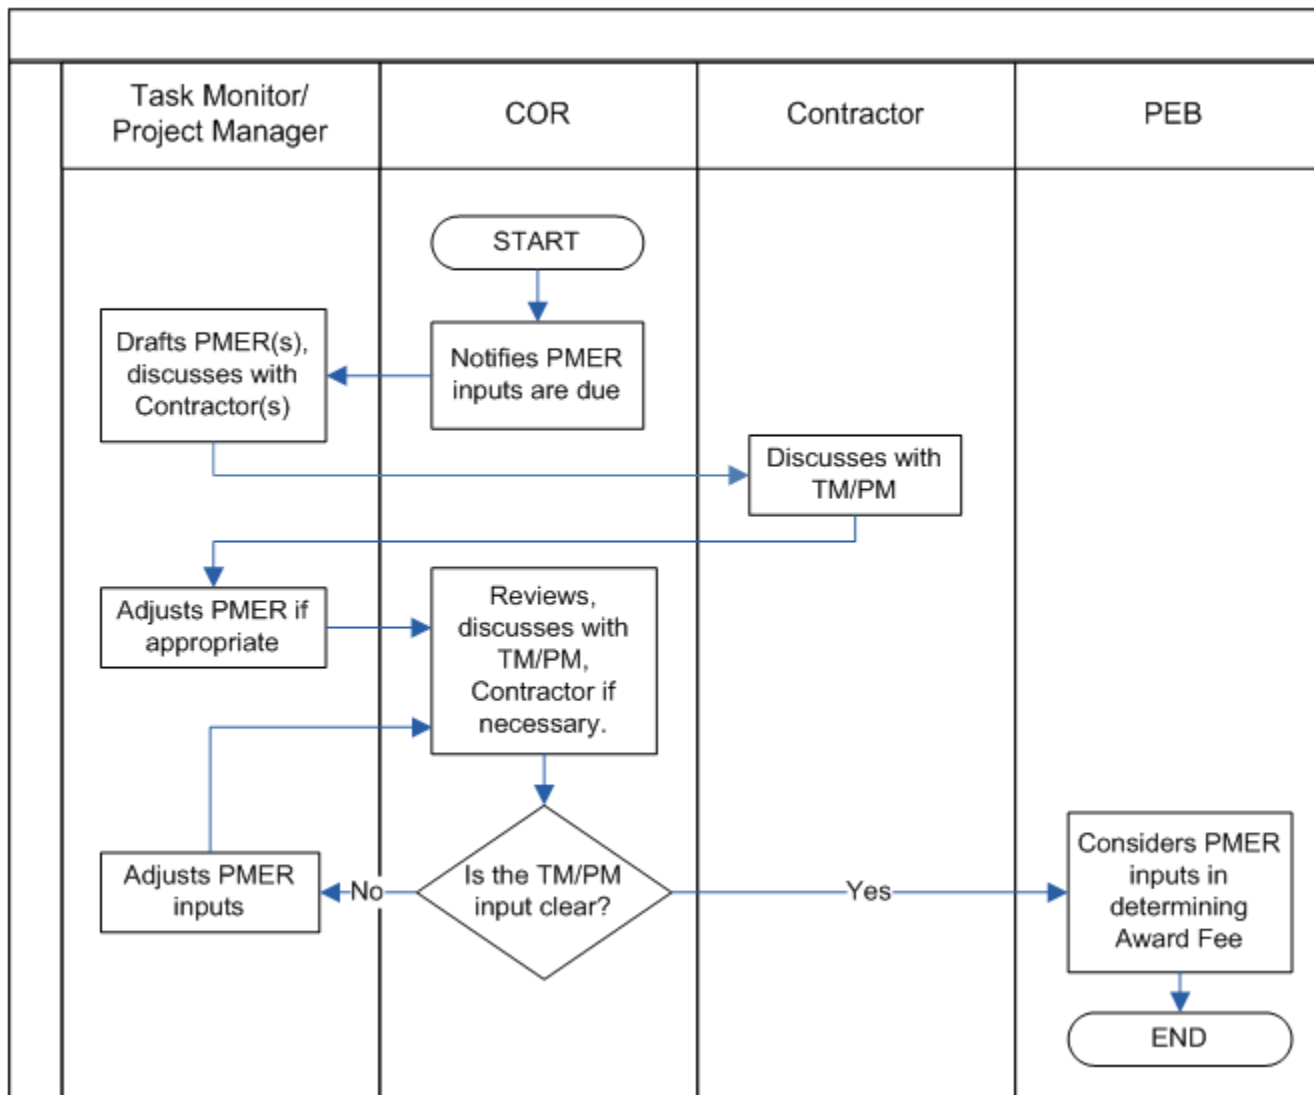 Task Monitor/
Project Manager
COR
Contractor
PEB
START
Drafts PMER(s),
discusses with
Contractor(s)
Notifies PMER
inputs are due
Discusses with
TM/PM
Adjusts PMER if
appropriate
Reviews,
discusses with
TM/PM,
Contractor if
necessary.
Adjusts PMER
inputs
No
Is the TM/PM
input clear?
Yes
Considers PMER
inputs in
determining
Award Fee
END